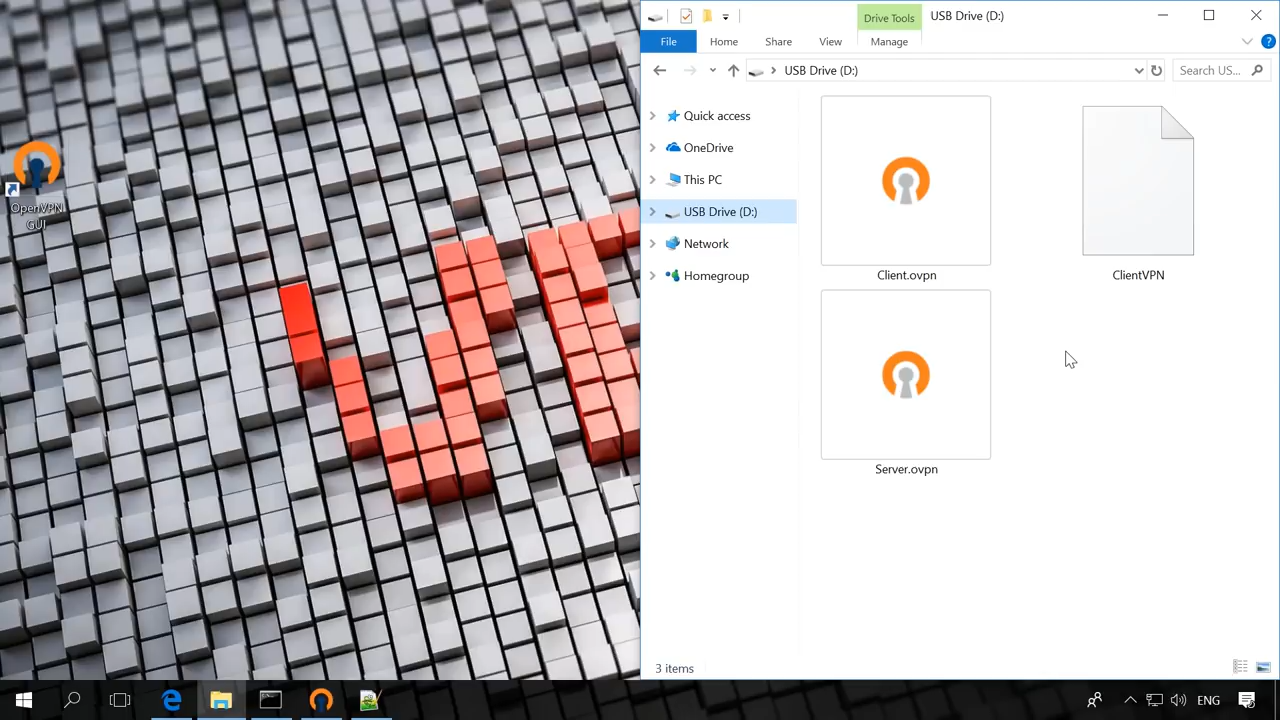 Drive Tools
USB Drive (D:)
File
Home
Share
View
Manage
USB Drive (D:)
Search US...
Quick access
OneDrive
This PC
USB Drive (D:)
Network
Homegroup
Client.ovpn
ClientVPN
Server.ovpn
3 items
OpenVPN
GUI
ENG